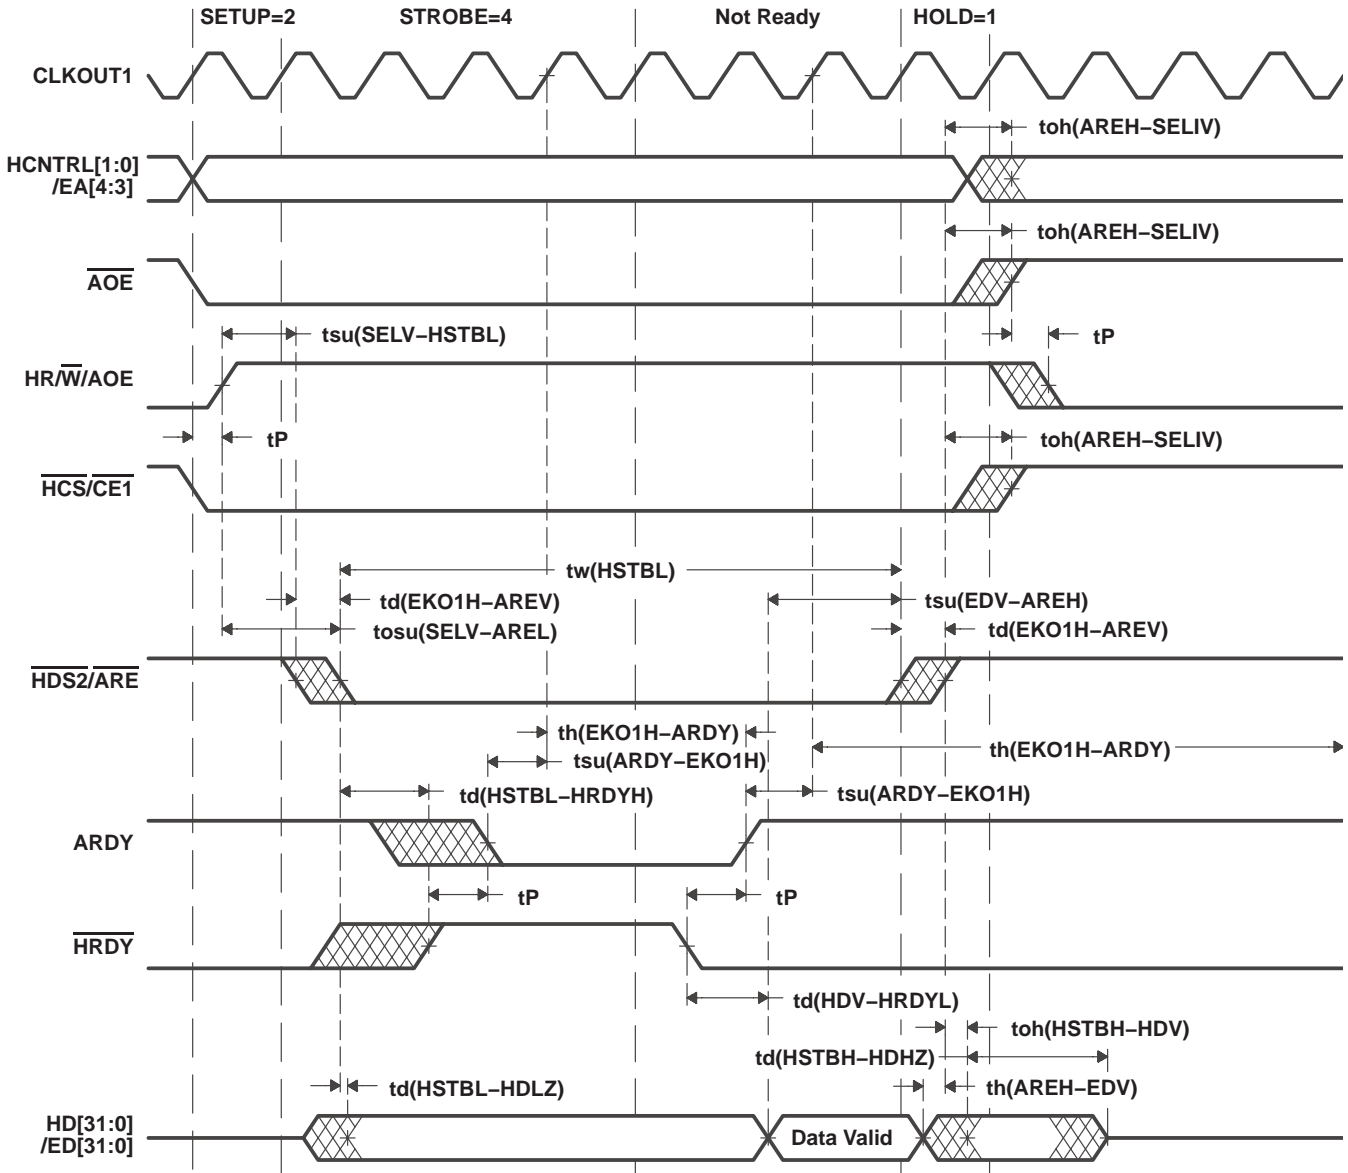 SETUP=2 STROBE=4 Not Ready HOLD=1
CLKOUT1
toh(AREH−SELIV)
HCNTRL[1:0]
/EA[4:3]
toh(AREH−SELIV)
AOE
tsu(SELV−HSTBL)
tP
HR/W/AOE
tP
toh(AREH−SELIV)
HCS/CE1
tw(HSTBL)
td(EKO1H−AREV)
tsu(EDV−AREH)
tosu(SELV−AREL)
td(EKO1H−AREV)
HDS2/ARE
th(EKO1H−ARDY)
th(EKO1H−ARDY)
tsu(ARDY−EKO1H)
td(HSTBL−HRDYH)
tsu(ARDY−EKO1H)
ARDY
tP
tP
HRDY
td(HDV−HRDYL)
toh(HSTBH−HDV)
td(HSTBH−HDHZ)
td(HSTBL−HDLZ)
th(AREH−EDV)
HD[31:0]
/ED[31:0]
Data Valid